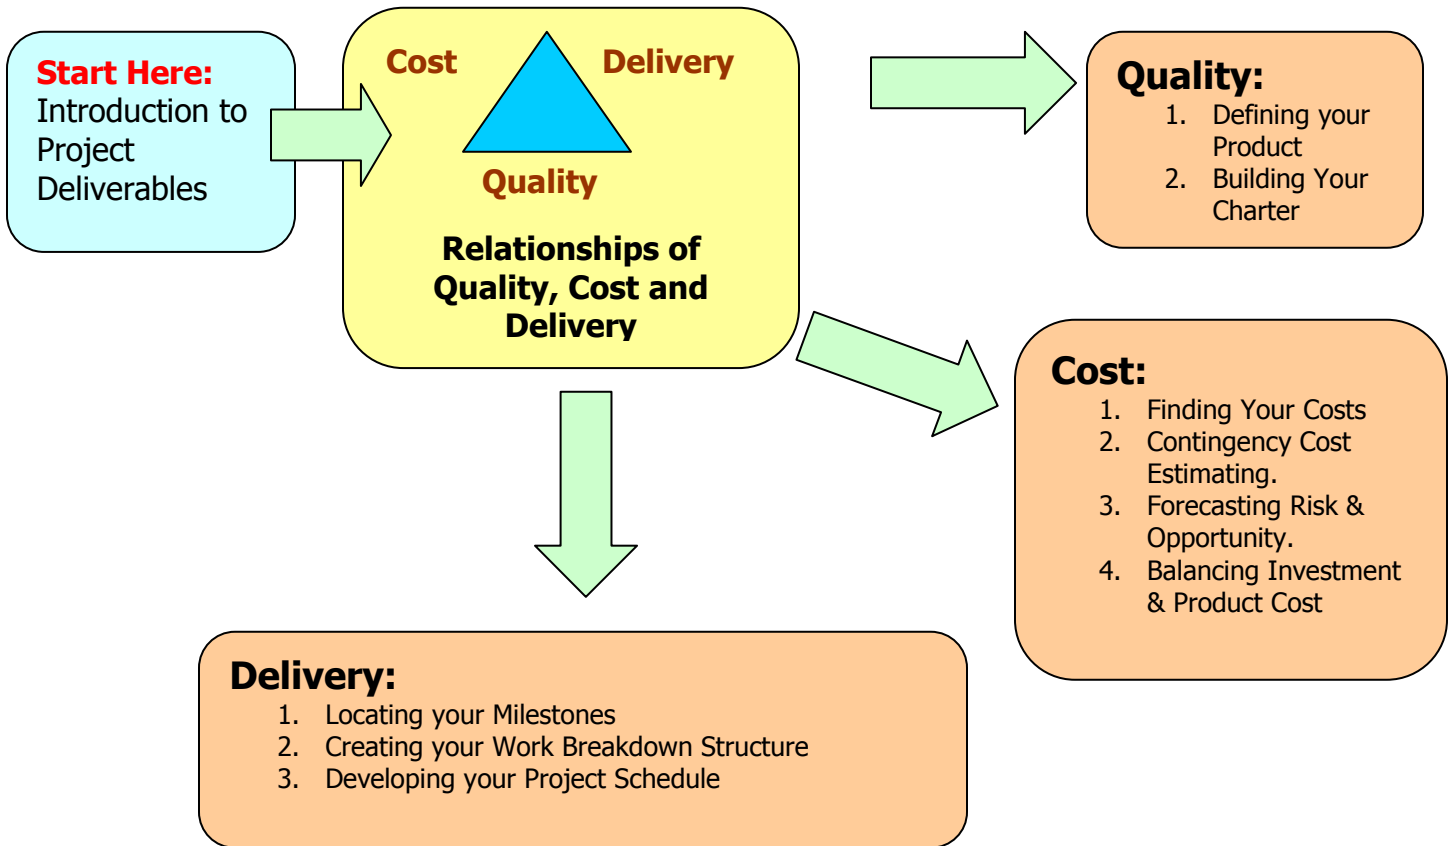 Start Here:
Introduction to
Project
Deliverables
Cost
Delivery
Quality
Relationships of
Quality, Cost and
Delivery
Quality:
1. Defining your
Product
2. Building Your
Charter
Cost:
1. Finding Your Costs
2. Contingency Cost
Estimating.
3. Forecasting Risk &
Opportunity.
4. Balancing Investment
& Product Cost
Delivery:
1. Locating your Milestones
2. Creating your Work Breakdown Structure
3. Developing your Project Schedule